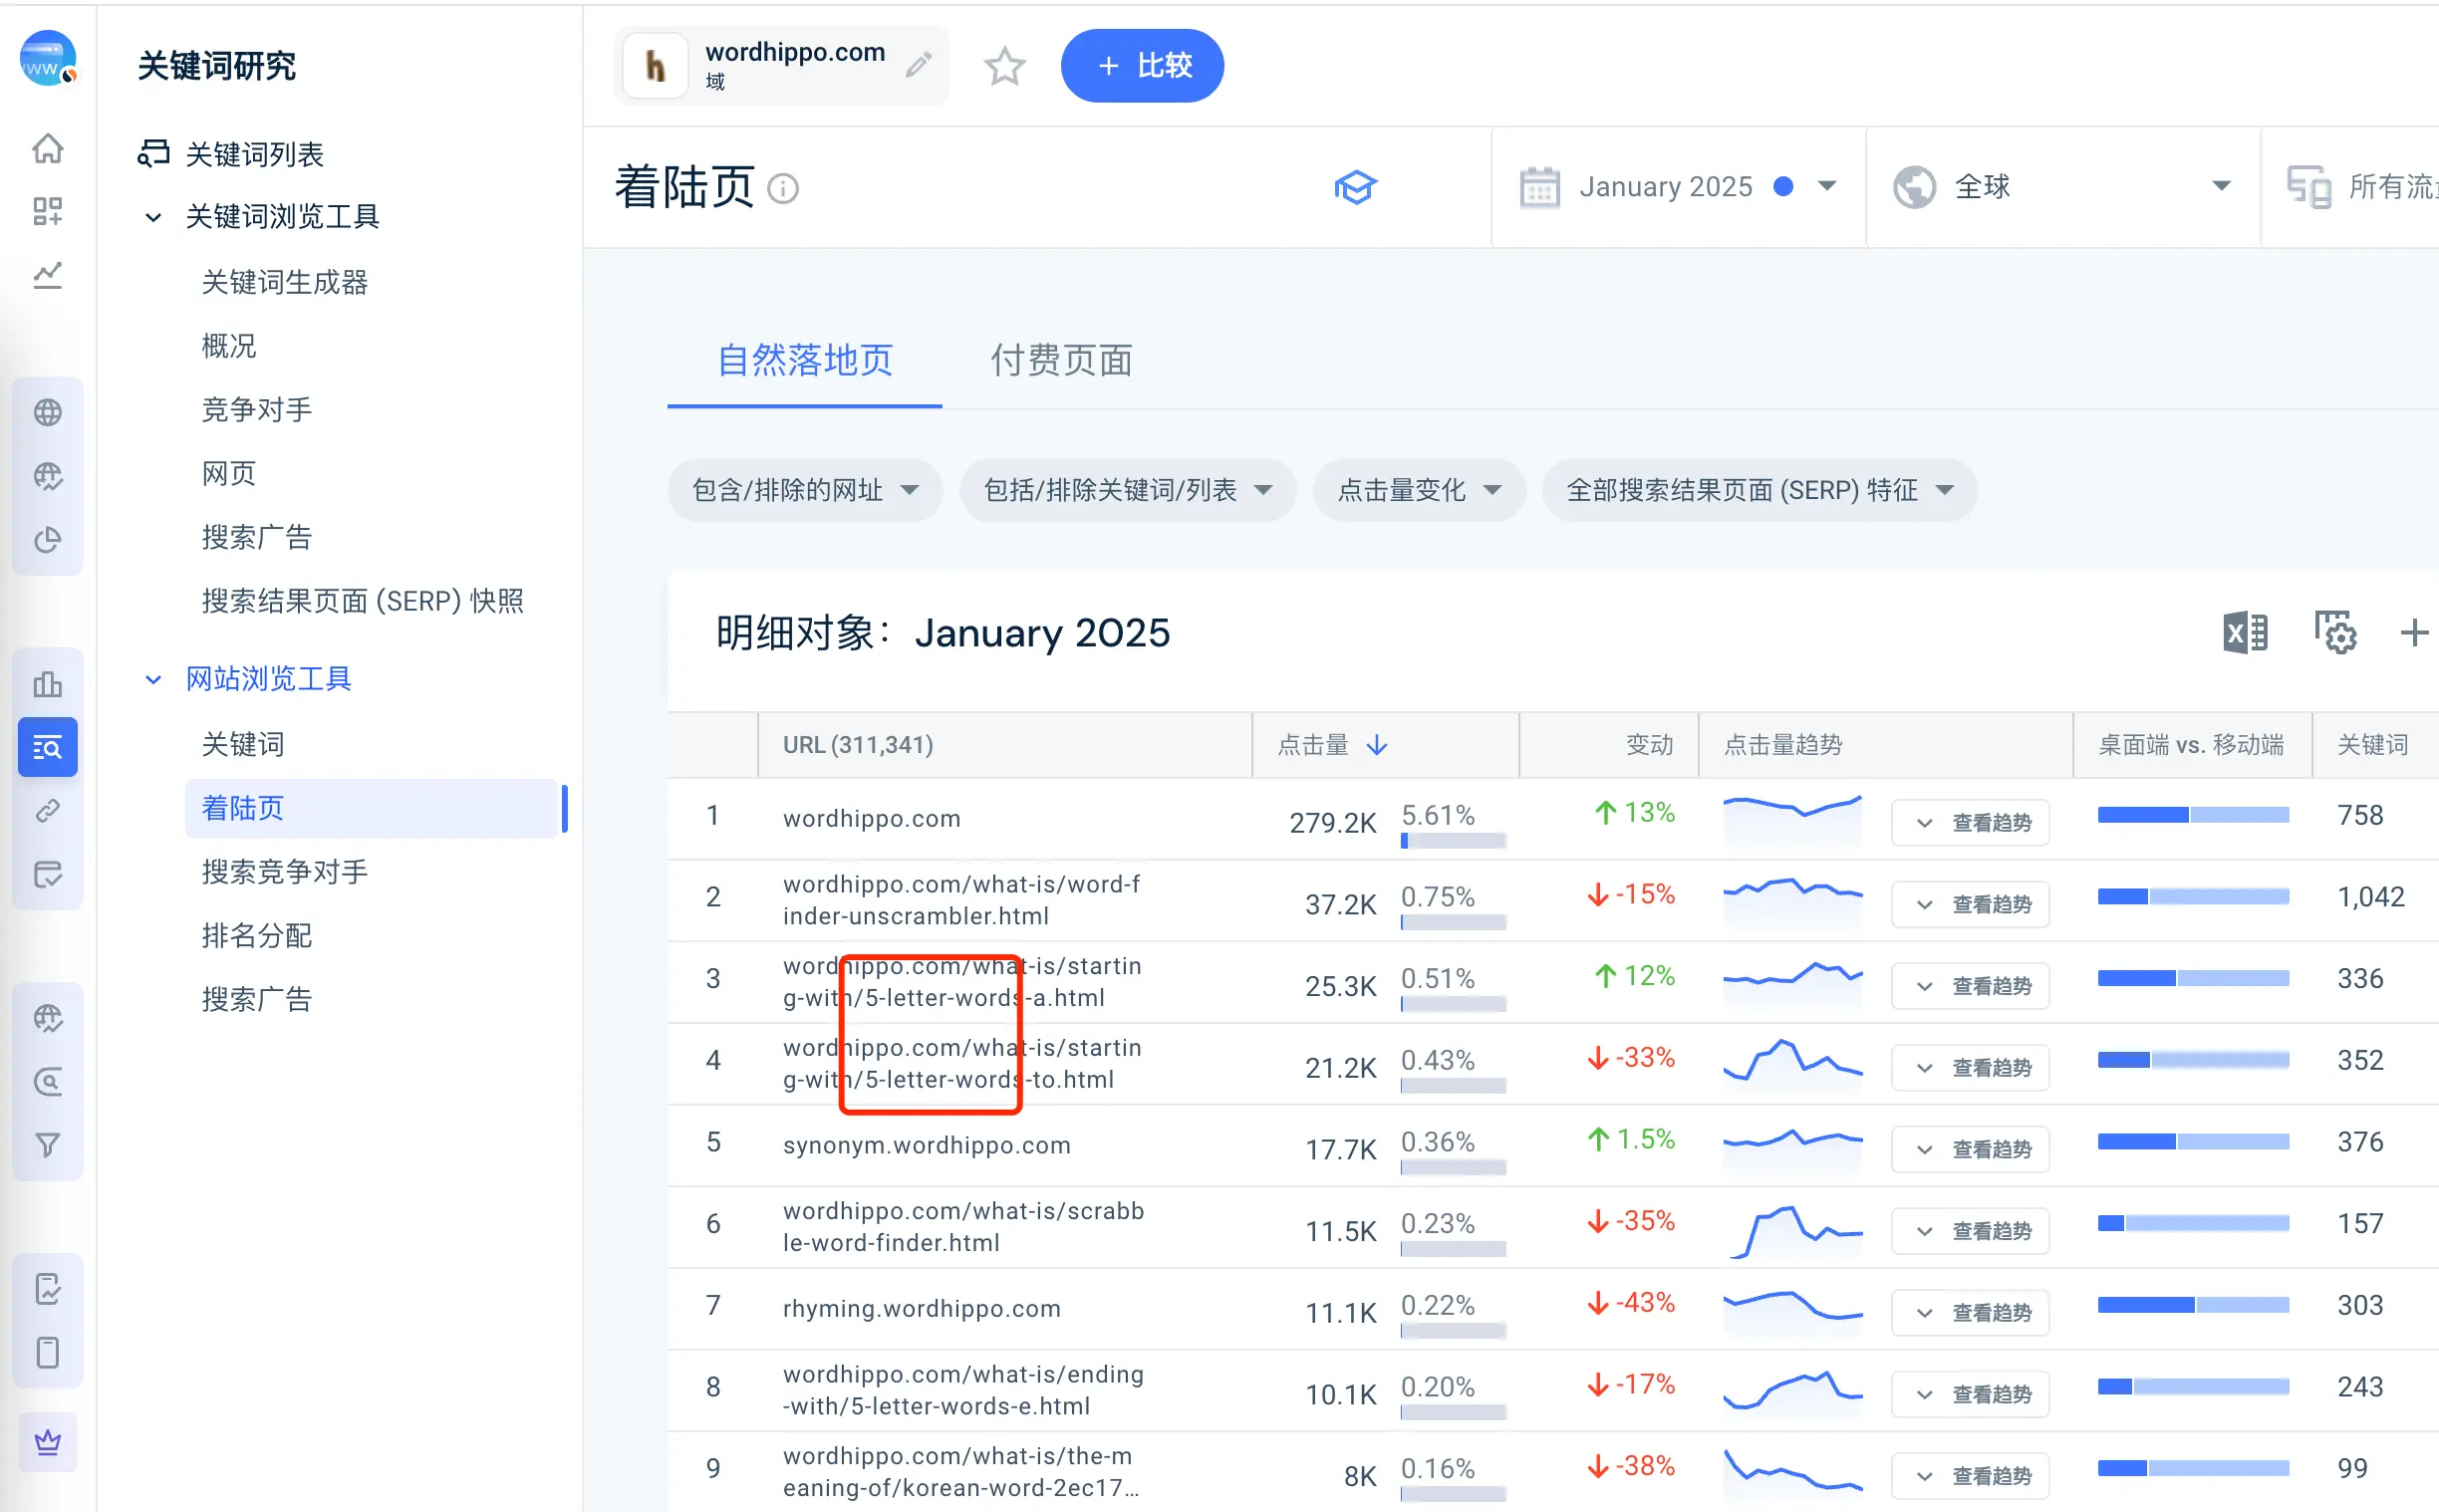 关键词研究
关键词列表
关键词浏览工具
关键词生成器
概况
竞争对手
网页
搜索广告
搜索结果页面 (SERP) 快照
网站浏览工具
关键词
着陆页
搜索竞争对手
排名分配
搜索广告
wordhippo.com
域
+ 比较
着陆页
January 2025
全球
所有流
自然落地页
付费页面
包含/排除的网址
包括/排除关键词/列表
点击量变化
全部搜索结果页面 (SERP) 特征
明细对象：January 2025
URL (311,341) 点击量 变动 点击量趋势 桌面端 vs. 移动端 关键词
1 wordhippo.com 279.2K 5.61% 13% 查看趋势 758
2 wordhippo.com/what-is/word-f
inder-unscrambler.html 37.2K 0.75% -15% 查看趋势 1,042
3 wordhippo.com/what-is/startin
g-with/5-letter-words-a.html 25.3K 0.51% 12% 查看趋势 336
4 wordhippo.com/what-is/startin
g-with/5-letter-words-to.html 21.2K 0.43% -33% 查看趋势 352
5 synonym.wordhippo.com 17.7K 0.36% 1.5% 查看趋势 376
6 wordhippo.com/what-is/scrabb
le-word-finder.html 11.5K 0.23% -35% 查看趋势 157
7 rhyming.wordhippo.com 11.1K 0.22% -43% 查看趋势 303
8 wordhippo.com/what-is/ending
-with/5-letter-words-e.html 10.1K 0.20% -17% 查看趋势 243
9 wordhippo.com/what-is/the-m
eaning-of/korean-word-2ec17... 8K 0.16% -38% 查看趋势 99